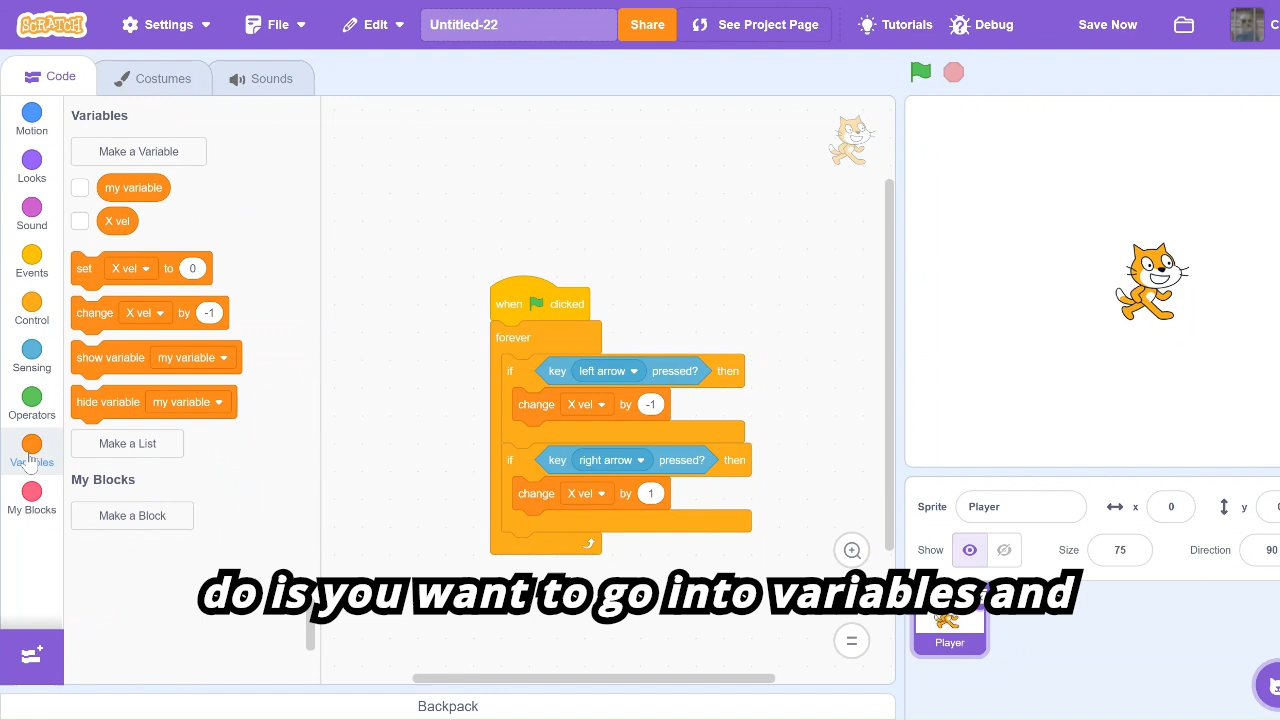 SCRATCH Settings File Edit Untitled-22 Share See Project Page Tutorials Debug Save Now
Code Costumes Sounds
Motion
Looks
Sound
Events
Control
Sensing
Operators
Variables
My Blocks
Variables
Make a Variable
my variable
X vel
set X vel to 0
change X vel by -1
show variable my variable
hide variable my variable
Make a List
My Blocks
Make a Block
when clicked
forever
if key left arrow pressed? then
change X vel by -1
if key right arrow pressed? then
change X vel by 1
Sprite Player x 0 y
Show Size 75 Direction 90
Player
do is you want to go into variables and
Backpack